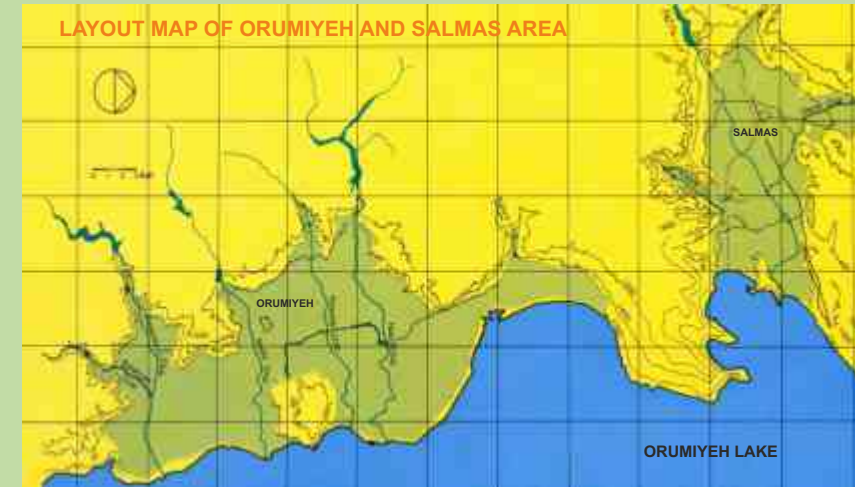 LAYOUT MAP OF ORUMIYEH AND SALMAS AREA
SALMAS
ORUMIYEH
ORUMIYEH LAKE